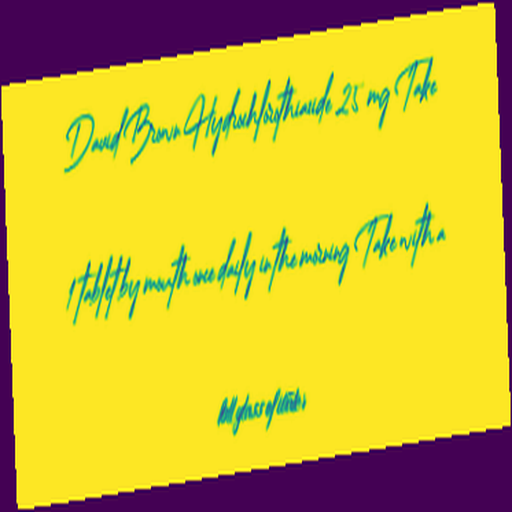 David Brown Hydrochlorothiazide 25 mg Take
1 tablet by mouth once daily in the morning Take with a
full glass of water